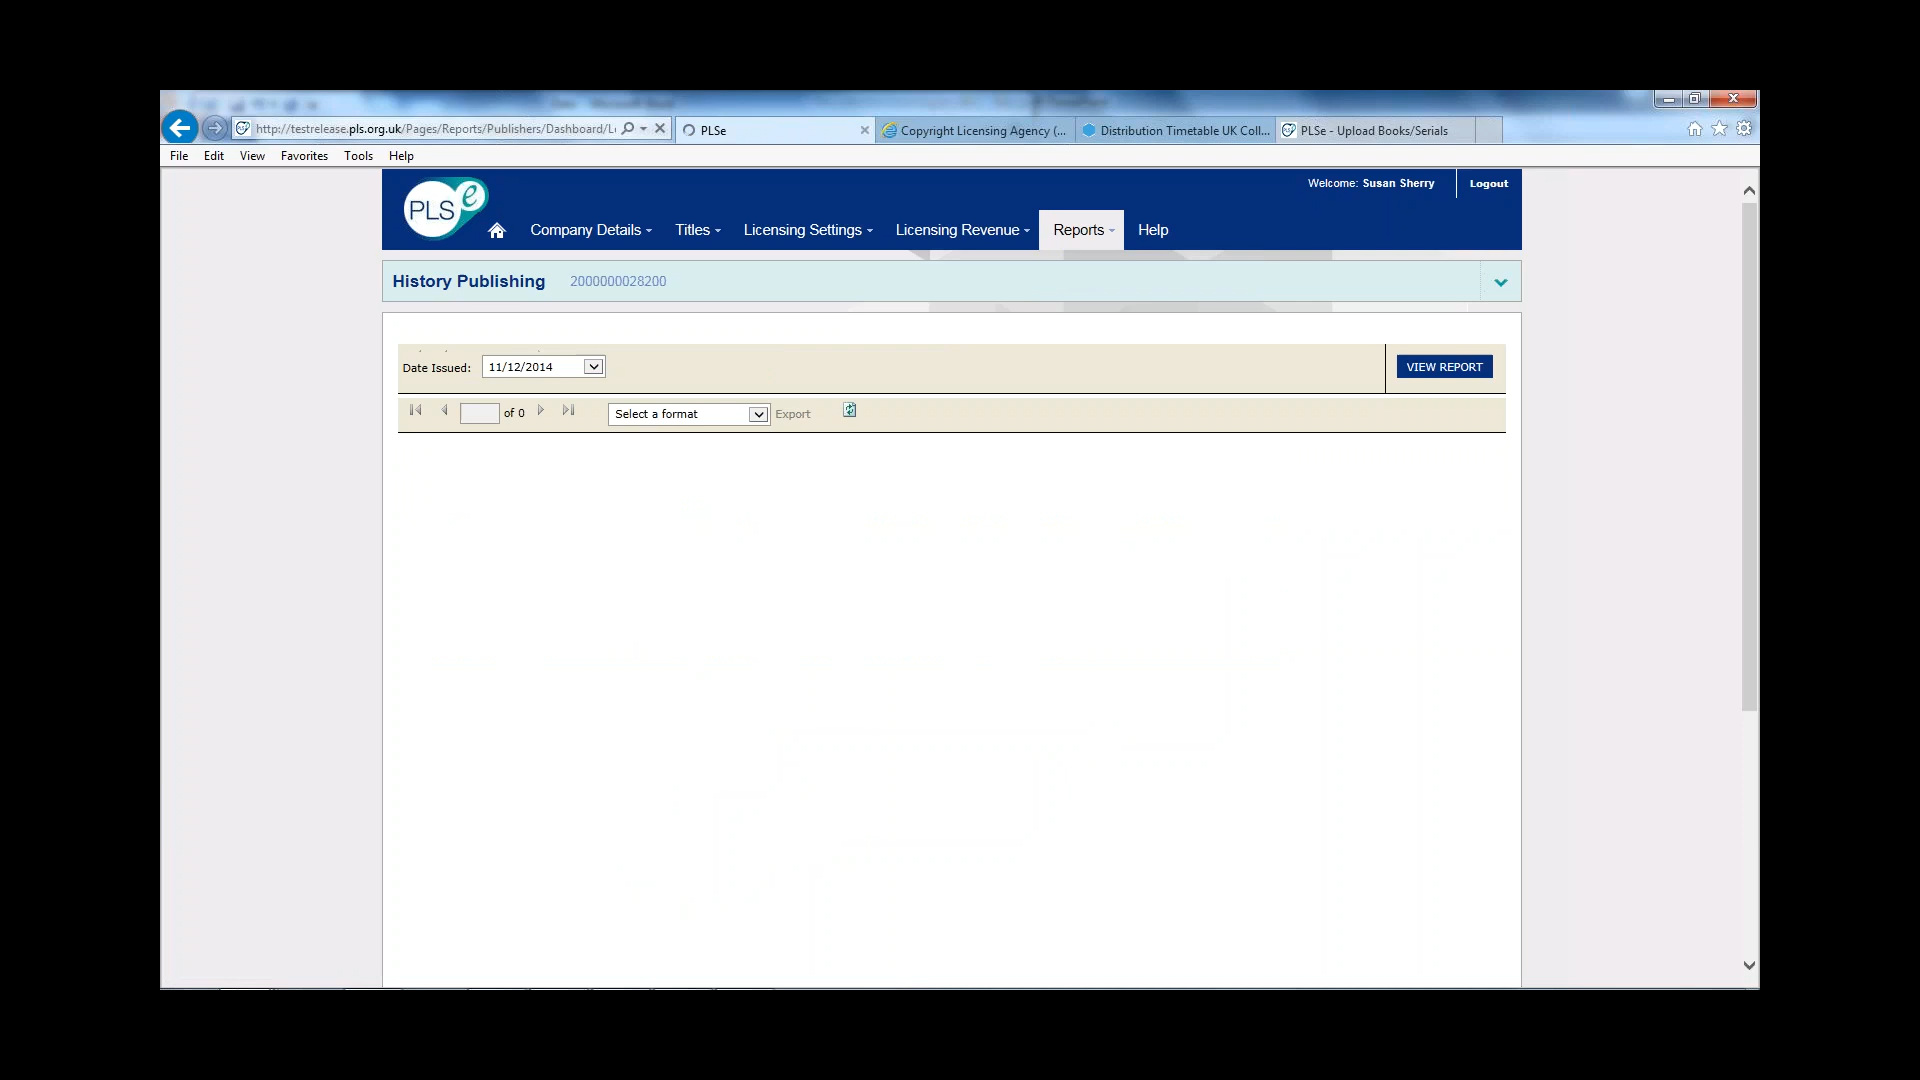 http://testrelease.pls.org.uk/Pages/Reports/Publishers/Dashboard/L
PLSe
Copyright Licensing Agency (...
Distribution Timetable UK Coll...
PLSe - Upload Books/Serials
File Edit View Favorites Tools Help
Welcome: Susan Sherry
Logout
PLS e
Company Details
Titles
Licensing Settings
Licensing Revenue
Reports
Help
History Publishing 2000000028200
Date Issued: 11/12/2014
VIEW REPORT
of 0
Select a format
Export